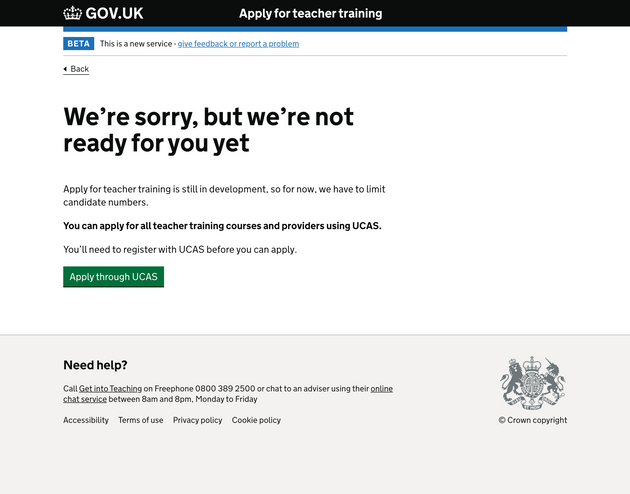 GOV.UK
Apply for teacher training
BETA This is a new service - give feedback or report a problem
Back
We’re sorry, but we’re not
ready for you yet
Apply for teacher training is still in development, so for now, we have to limit
candidate numbers.
You can apply for all teacher training courses and providers using UCAS.
You’ll need to register with UCAS before you can apply.
Apply through UCAS
Need help?
Call Get into Teaching on Freephone 0800 389 2500 or chat to an adviser using their online
chat service between 8am and 8pm, Monday to Friday
Accessibility Terms of use Privacy policy Cookie policy
© Crown copyright